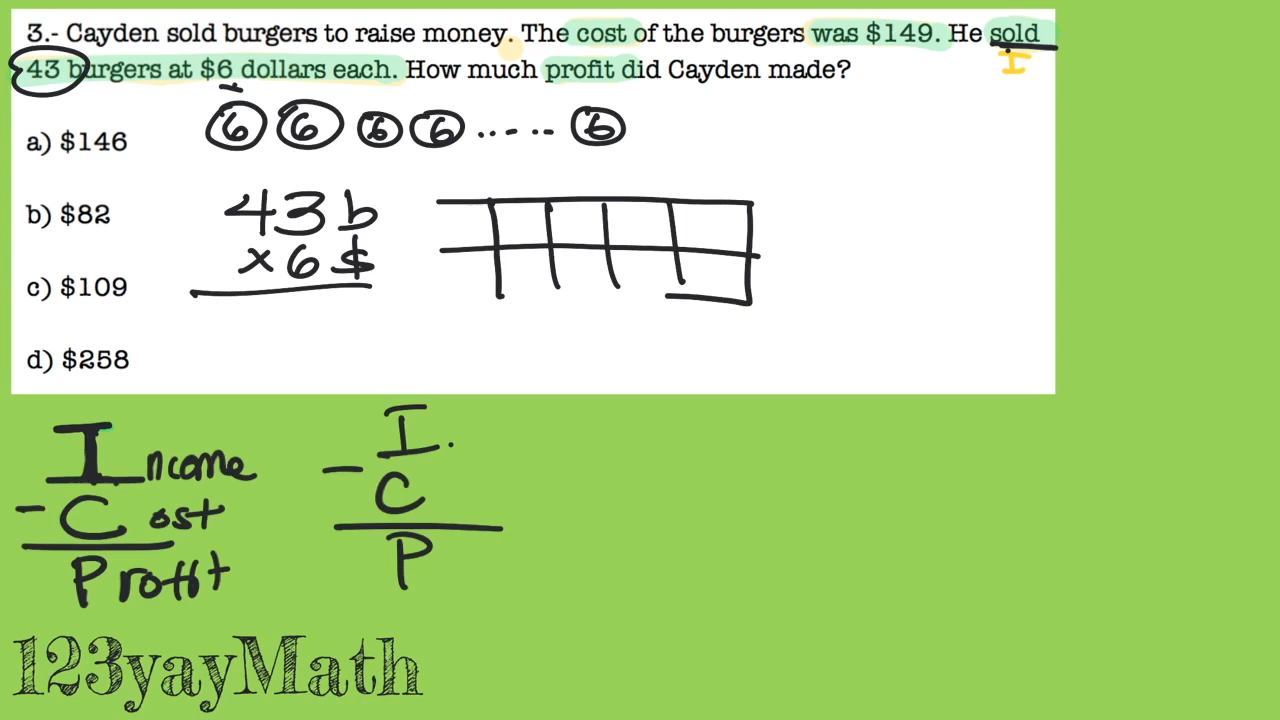 3.- Cayden sold burgers to raise money. The cost of the burgers was $149. He sold
43 burgers at $6 dollars each. How much profit did Cayden made?
I
6 6 6 6 ...... 6
a) $146
43 b
b) $82
x 6 $
c) $109
d) $258
Income
- Cost
Profit
I.
- C
P
123yayMath